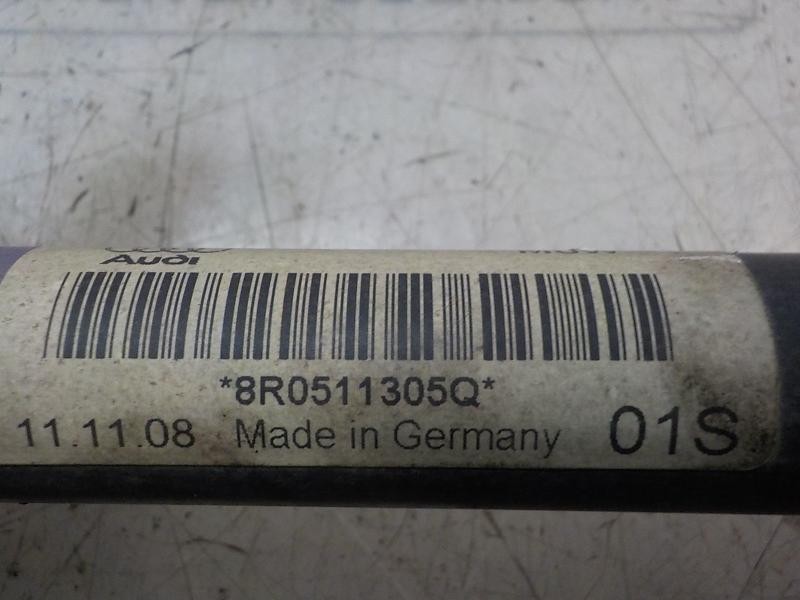 Audi
*8R0511305Q*
11.11.08 Made in Germany 01S